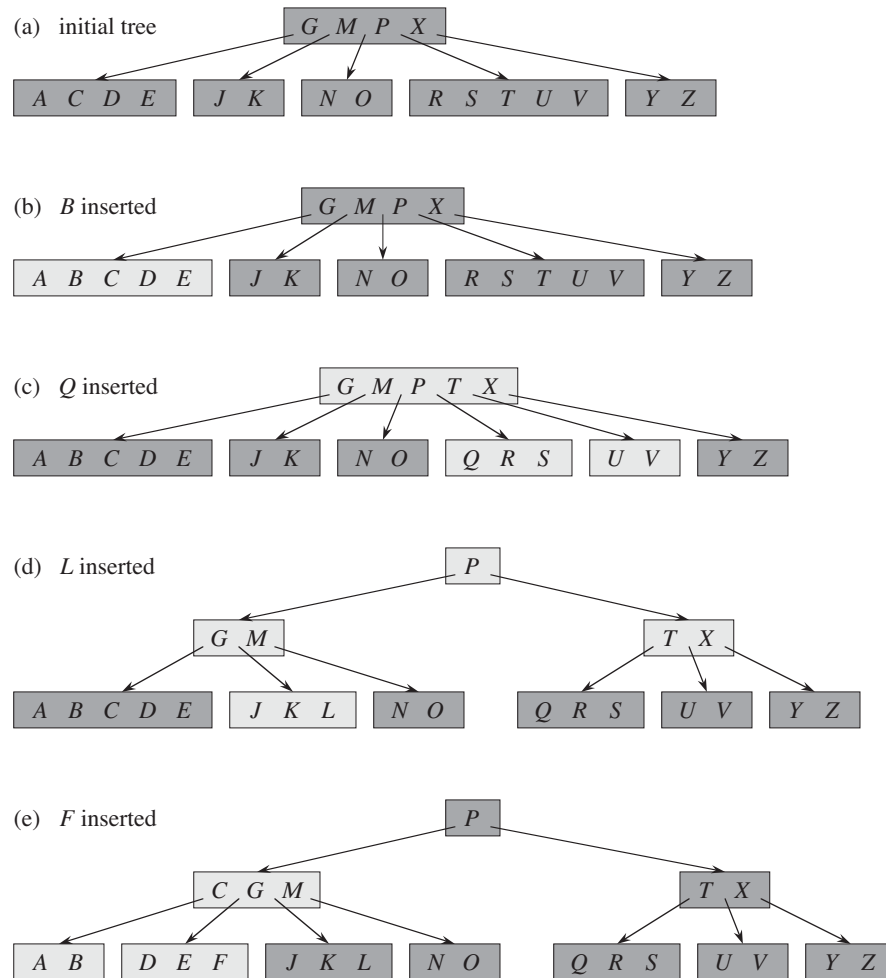 (a) initial tree
G M P X
A C D E J K N O R S T U V Y Z
(b) B inserted
G M P X
A B C D E J K N O R S T U V Y Z
(c) Q inserted
G M P T X
A B C D E J K N O Q R S U V Y Z
(d) L inserted
P
G M T X
A B C D E J K L N O Q R S U V Y Z
(e) F inserted
P
C G M T X
A B D E F J K L N O Q R S U V Y Z